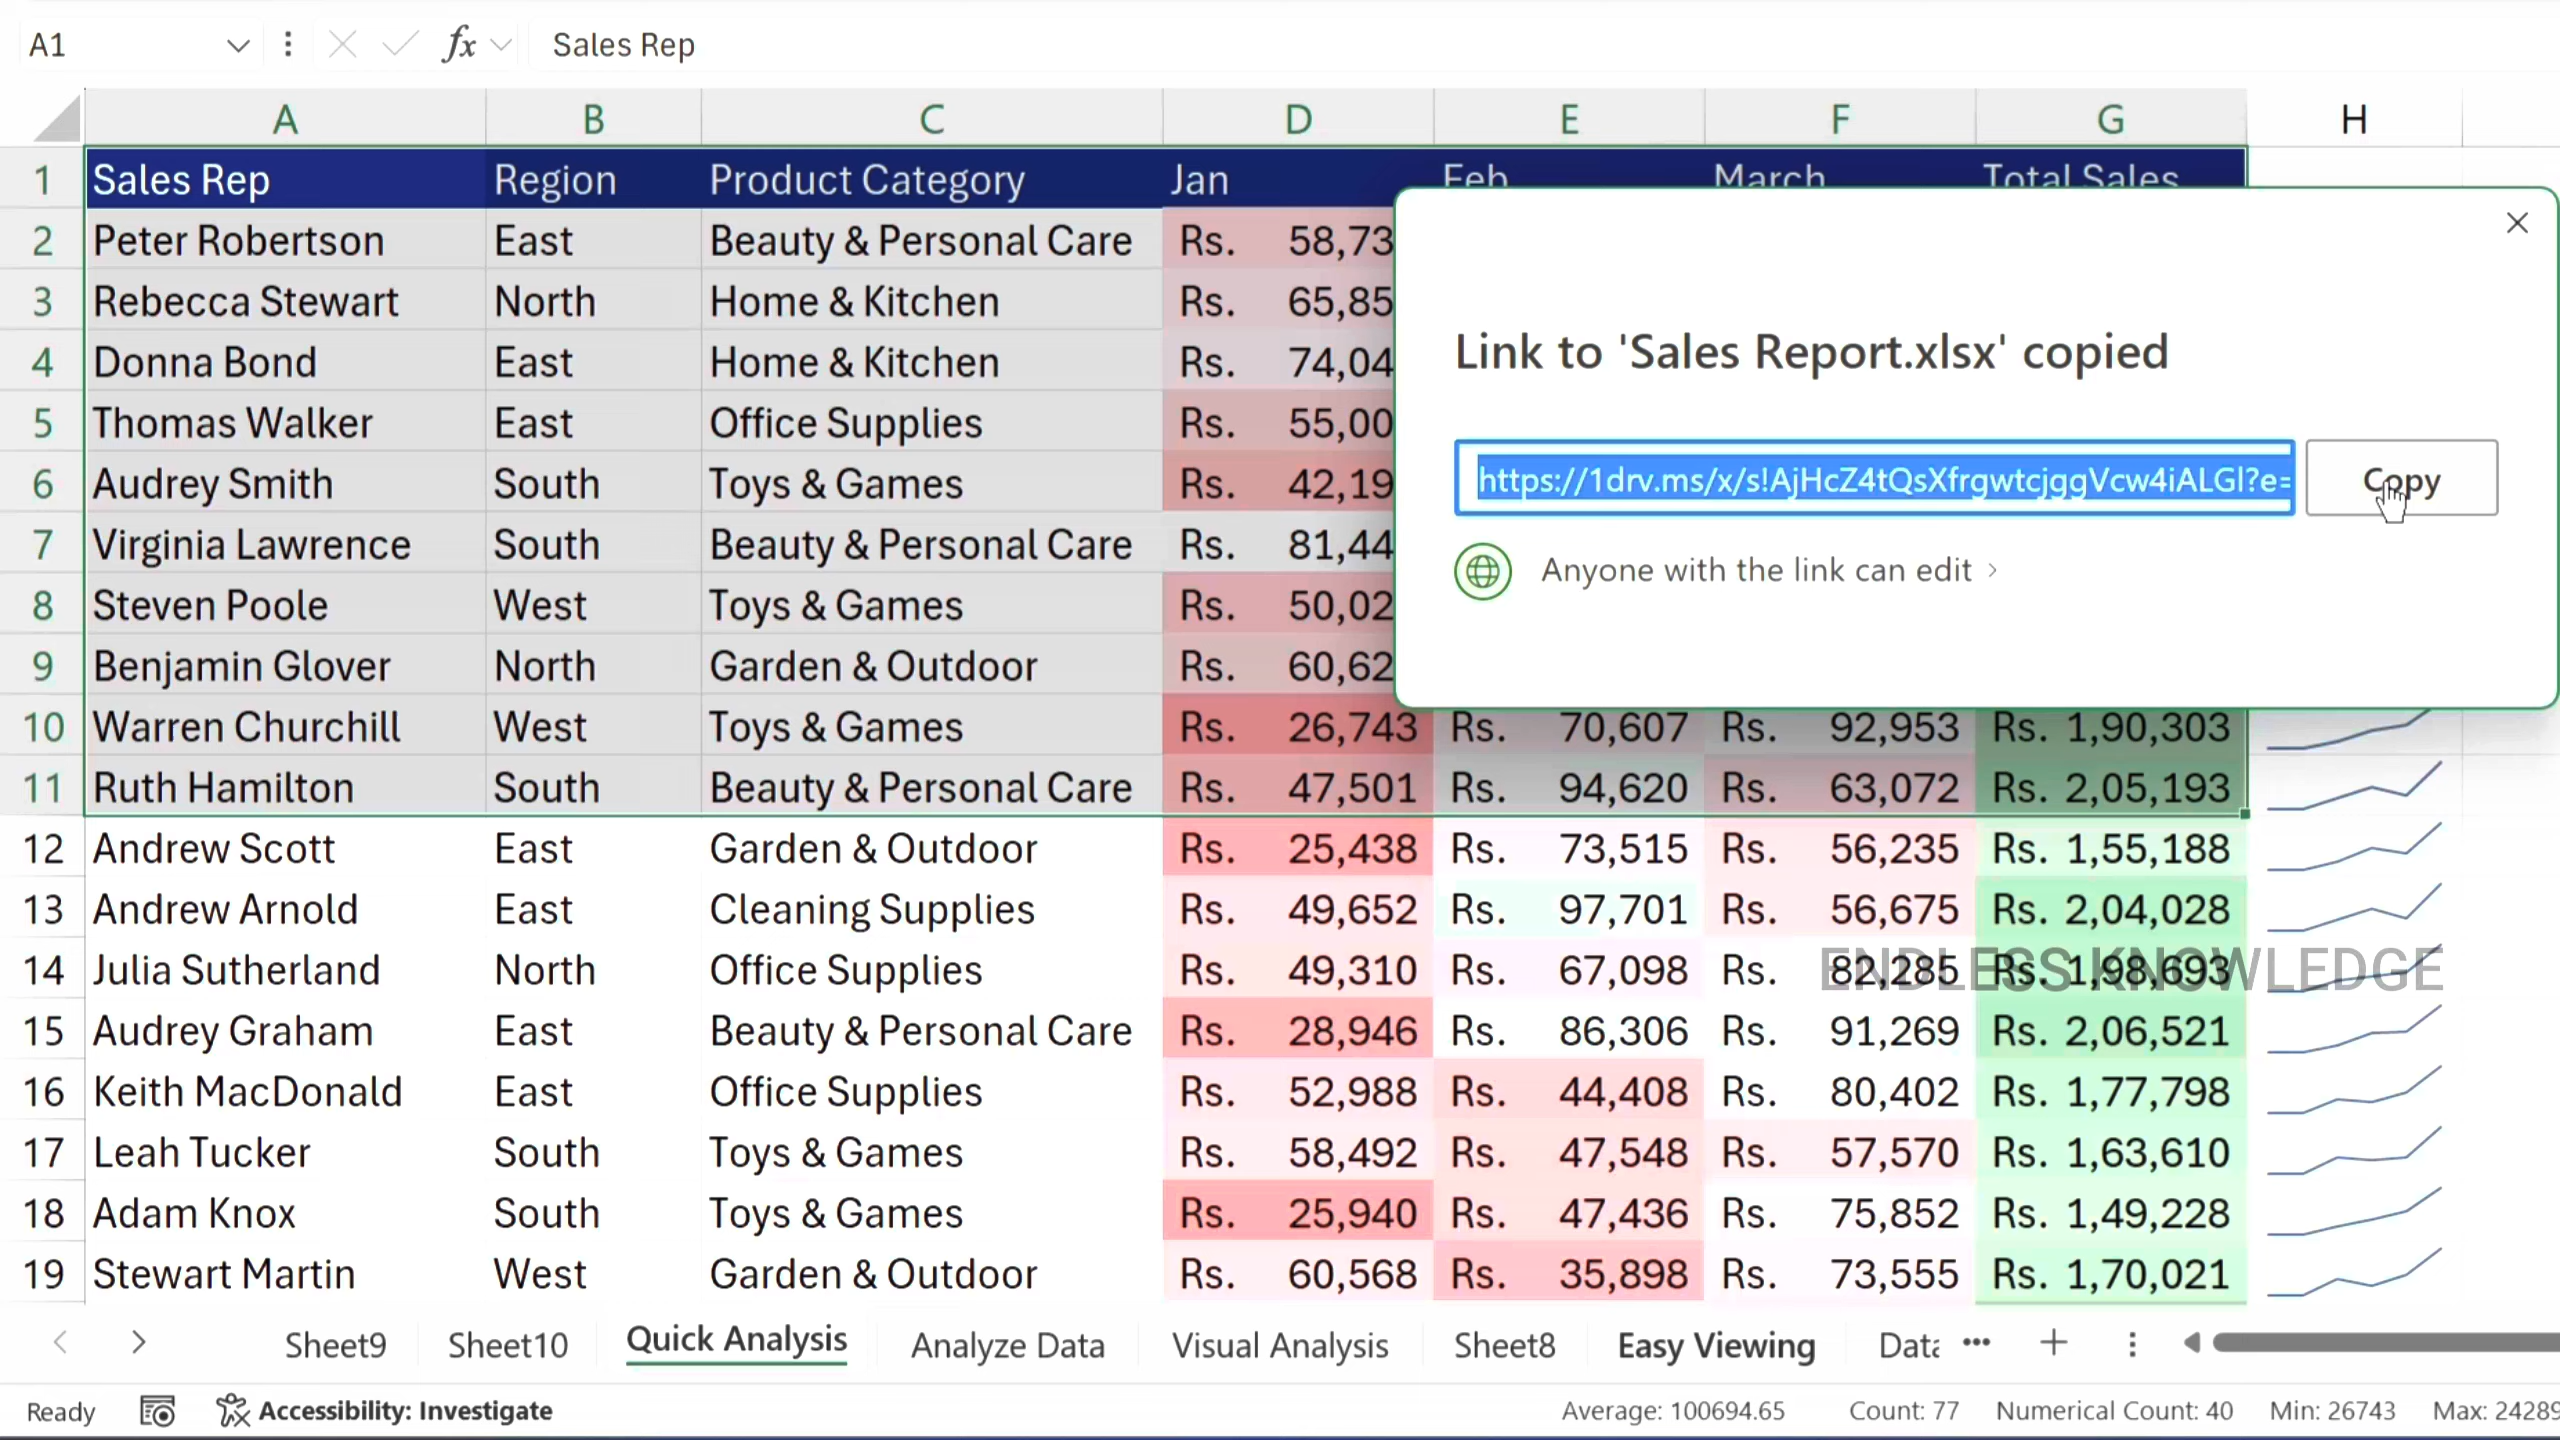 A1 fx Sales Rep
A B C D E F G H
1 Sales Rep Region Product Category Jan Feb March Total Sales
2 Peter Robertson East Beauty & Personal Care Rs. 58,73
3 Rebecca Stewart North Home & Kitchen Rs. 65,85
4 Donna Bond East Home & Kitchen Rs. 74,04
5 Thomas Walker East Office Supplies Rs. 55,00
6 Audrey Smith South Toys & Games Rs. 42,19
7 Virginia Lawrence South Beauty & Personal Care Rs. 81,44
8 Steven Poole West Toys & Games Rs. 50,02
9 Benjamin Glover North Garden & Outdoor Rs. 60,62
10 Warren Churchill West Toys & Games Rs. 26,743 Rs. 70,607 Rs. 92,953 Rs. 1,90,303
11 Ruth Hamilton South Beauty & Personal Care Rs. 47,501 Rs. 94,620 Rs. 63,072 Rs. 2,05,193
12 Andrew Scott East Garden & Outdoor Rs. 25,438 Rs. 73,515 Rs. 56,235 Rs. 1,55,188
13 Andrew Arnold East Cleaning Supplies Rs. 49,652 Rs. 97,701 Rs. 56,675 Rs. 2,04,028
14 Julia Sutherland North Office Supplies Rs. 49,310 Rs. 67,098 Rs. 82,285 Rs. 1,98,693
15 Audrey Graham East Beauty & Personal Care Rs. 28,946 Rs. 86,306 Rs. 91,269 Rs. 2,06,521
16 Keith MacDonald East Office Supplies Rs. 52,988 Rs. 44,408 Rs. 80,402 Rs. 1,77,798
17 Leah Tucker South Toys & Games Rs. 58,492 Rs. 47,548 Rs. 57,570 Rs. 1,63,610
18 Adam Knox South Toys & Games Rs. 25,940 Rs. 47,436 Rs. 75,852 Rs. 1,49,228
19 Stewart Martin West Garden & Outdoor Rs. 60,568 Rs. 35,898 Rs. 73,555 Rs. 1,70,021
Link to 'Sales Report.xlsx' copied
https://1drv.ms/x/s!AjHcZ4tQsXfrgwtcjggVcw4iALGl?e= Copy
Anyone with the link can edit
ENDLESS KNOWLEDGE
Sheet9 Sheet10 Quick Analysis Analyze Data Visual Analysis Sheet8 Easy Viewing Data
Ready Accessibility: Investigate Average: 100694.65 Count: 77 Numerical Count: 40 Min: 26743 Max: 24289